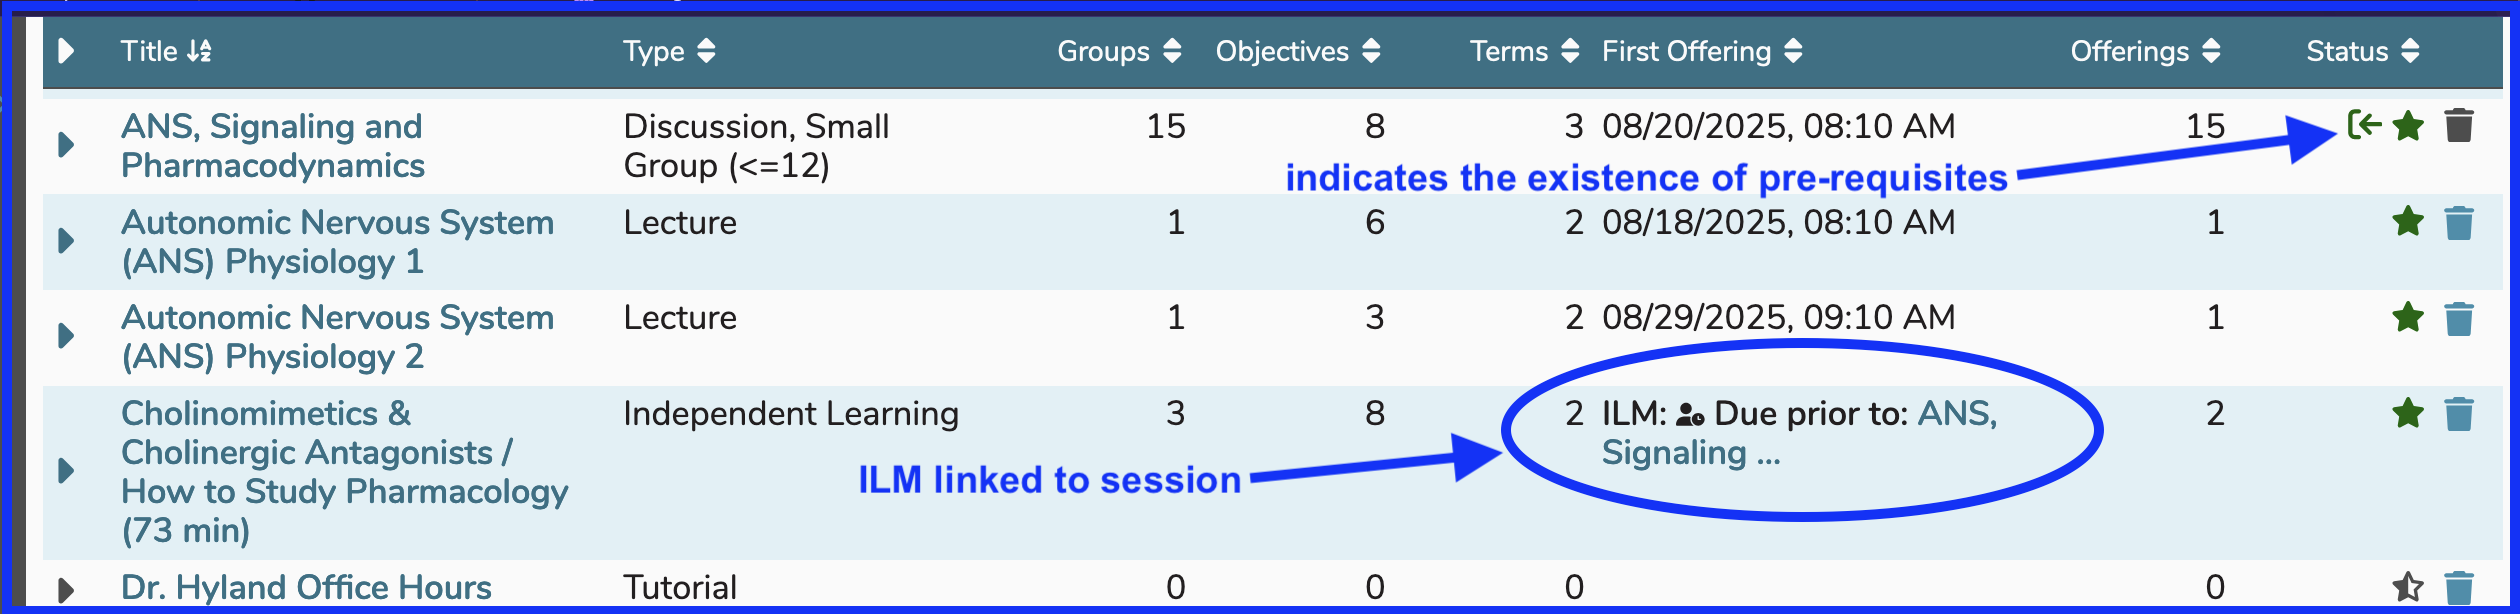 Title Type Groups Objectives Terms First Offering Offerings Status
ANS, Signaling and Discussion, Small 15 8 3 08/20/2025, 08:10 AM 15
Pharmacodynamics Group (<=12)
indicates the existence of pre-requisites
Autonomic Nervous System Lecture 1 6 2 08/18/2025, 08:10 AM 1
(ANS) Physiology 1
Autonomic Nervous System Lecture 1 3 2 08/29/2025, 09:10 AM 1
(ANS) Physiology 2
Cholinomimetics & Independent Learning 3 8 2 ILM: Due prior to: ANS, 2
Cholinergic Antagonists / Signaling ...
How to Study Pharmacology
ILM linked to session
(73 min)
Dr. Hyland Office Hours Tutorial 0 0 0 0